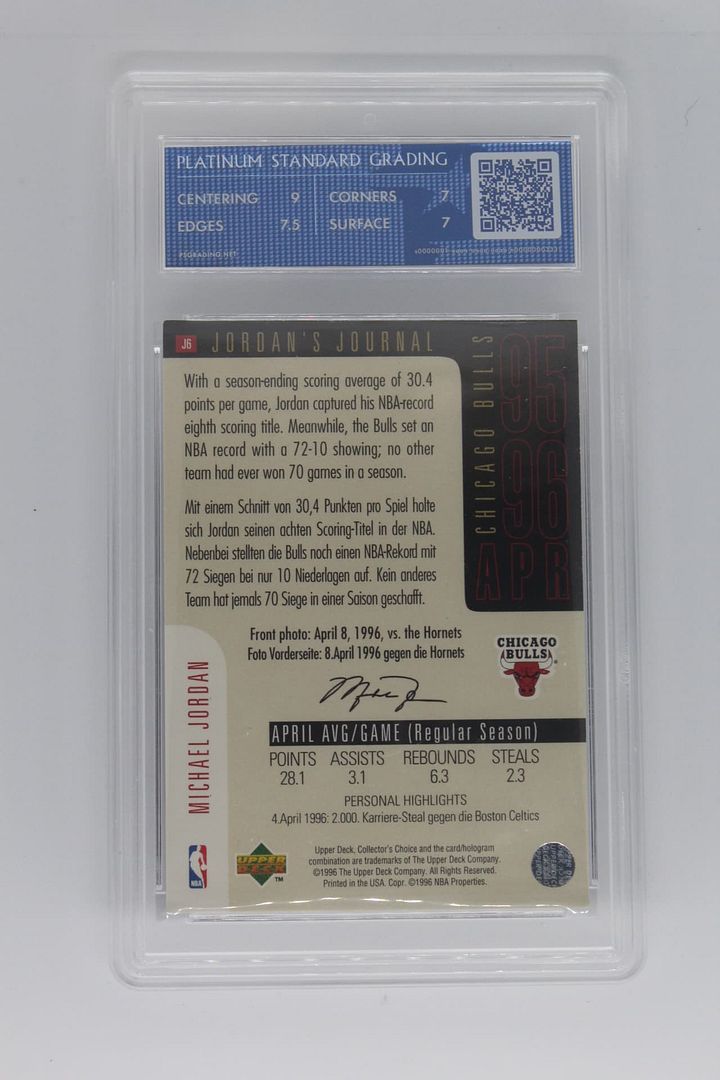 PLATINUM STANDARD GRADING
CENTERING 9 CORNERS 7
EDGES 7.5 SURFACE 7
PSGRADING.NET
J6 JORDAN'S JOURNAL
CHICAGO BULLS
95
96
APR
With a season-ending scoring average of 30.4
points per game, Jordan captured his NBA-record
eighth scoring title. Meanwhile, the Bulls set an
NBA record with a 72-10 showing; no other
team had ever won 70 games in a season.
Mit einem Schnitt von 30,4 Punkten pro Spiel holte
sich Jordan seinen achten Scoring-Titel in der NBA.
Nebenbei stellten die Bulls noch einen NBA-Rekord mit
72 Siegen bei nur 10 Niederlagen auf. Kein anderes
Team hat jemals 70 Siege in einer Saison geschafft.
Front photo: April 8, 1996, vs. the Hornets
Foto Vorderseite: 8.April 1996 gegen die Hornets
CHICAGO
BULLS
MICHAEL JORDAN
APRIL AVG/GAME (Regular Season)
POINTS ASSISTS REBOUNDS STEALS
28.1 3.1 6.3 2.3
PERSONAL HIGHLIGHTS
4.April 1996: 2.000. Karriere-Steal gegen die Boston Celtics
NBA
UPPER
DECK
TM
Upper Deck, Collector's Choice and the card/hologram
combination are trademarks of The Upper Deck Company.
©1996 The Upper Deck Company. All Rights Reserved.
Printed in the USA. Copr. ©1996 NBA Properties.